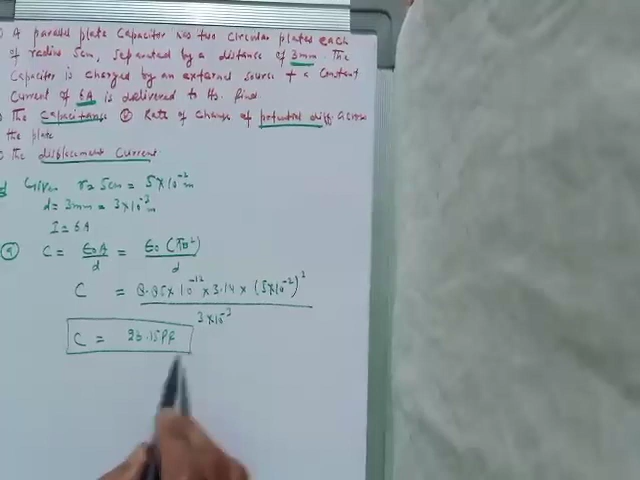 A parallel plate capacitor has two circular plates each
of radius 5cm, separated by a distance of 3mm. The
Capacitor is charged by an external source & a constant
Current of 6A is delivered to it. find
The Capacitance ⓑ Rate of Change of potential diff across
the plate
The displacement Current
Given r = 5cm = 5×10⁻²m
d = 3mm = 3×10⁻³m
I = 6A
ⓐ C = ε₀A/d = ε₀(πr²)/d
C = 8.85×10⁻¹²×3.14×(5×10⁻²)²
3×10⁻³
C = 23.15PF